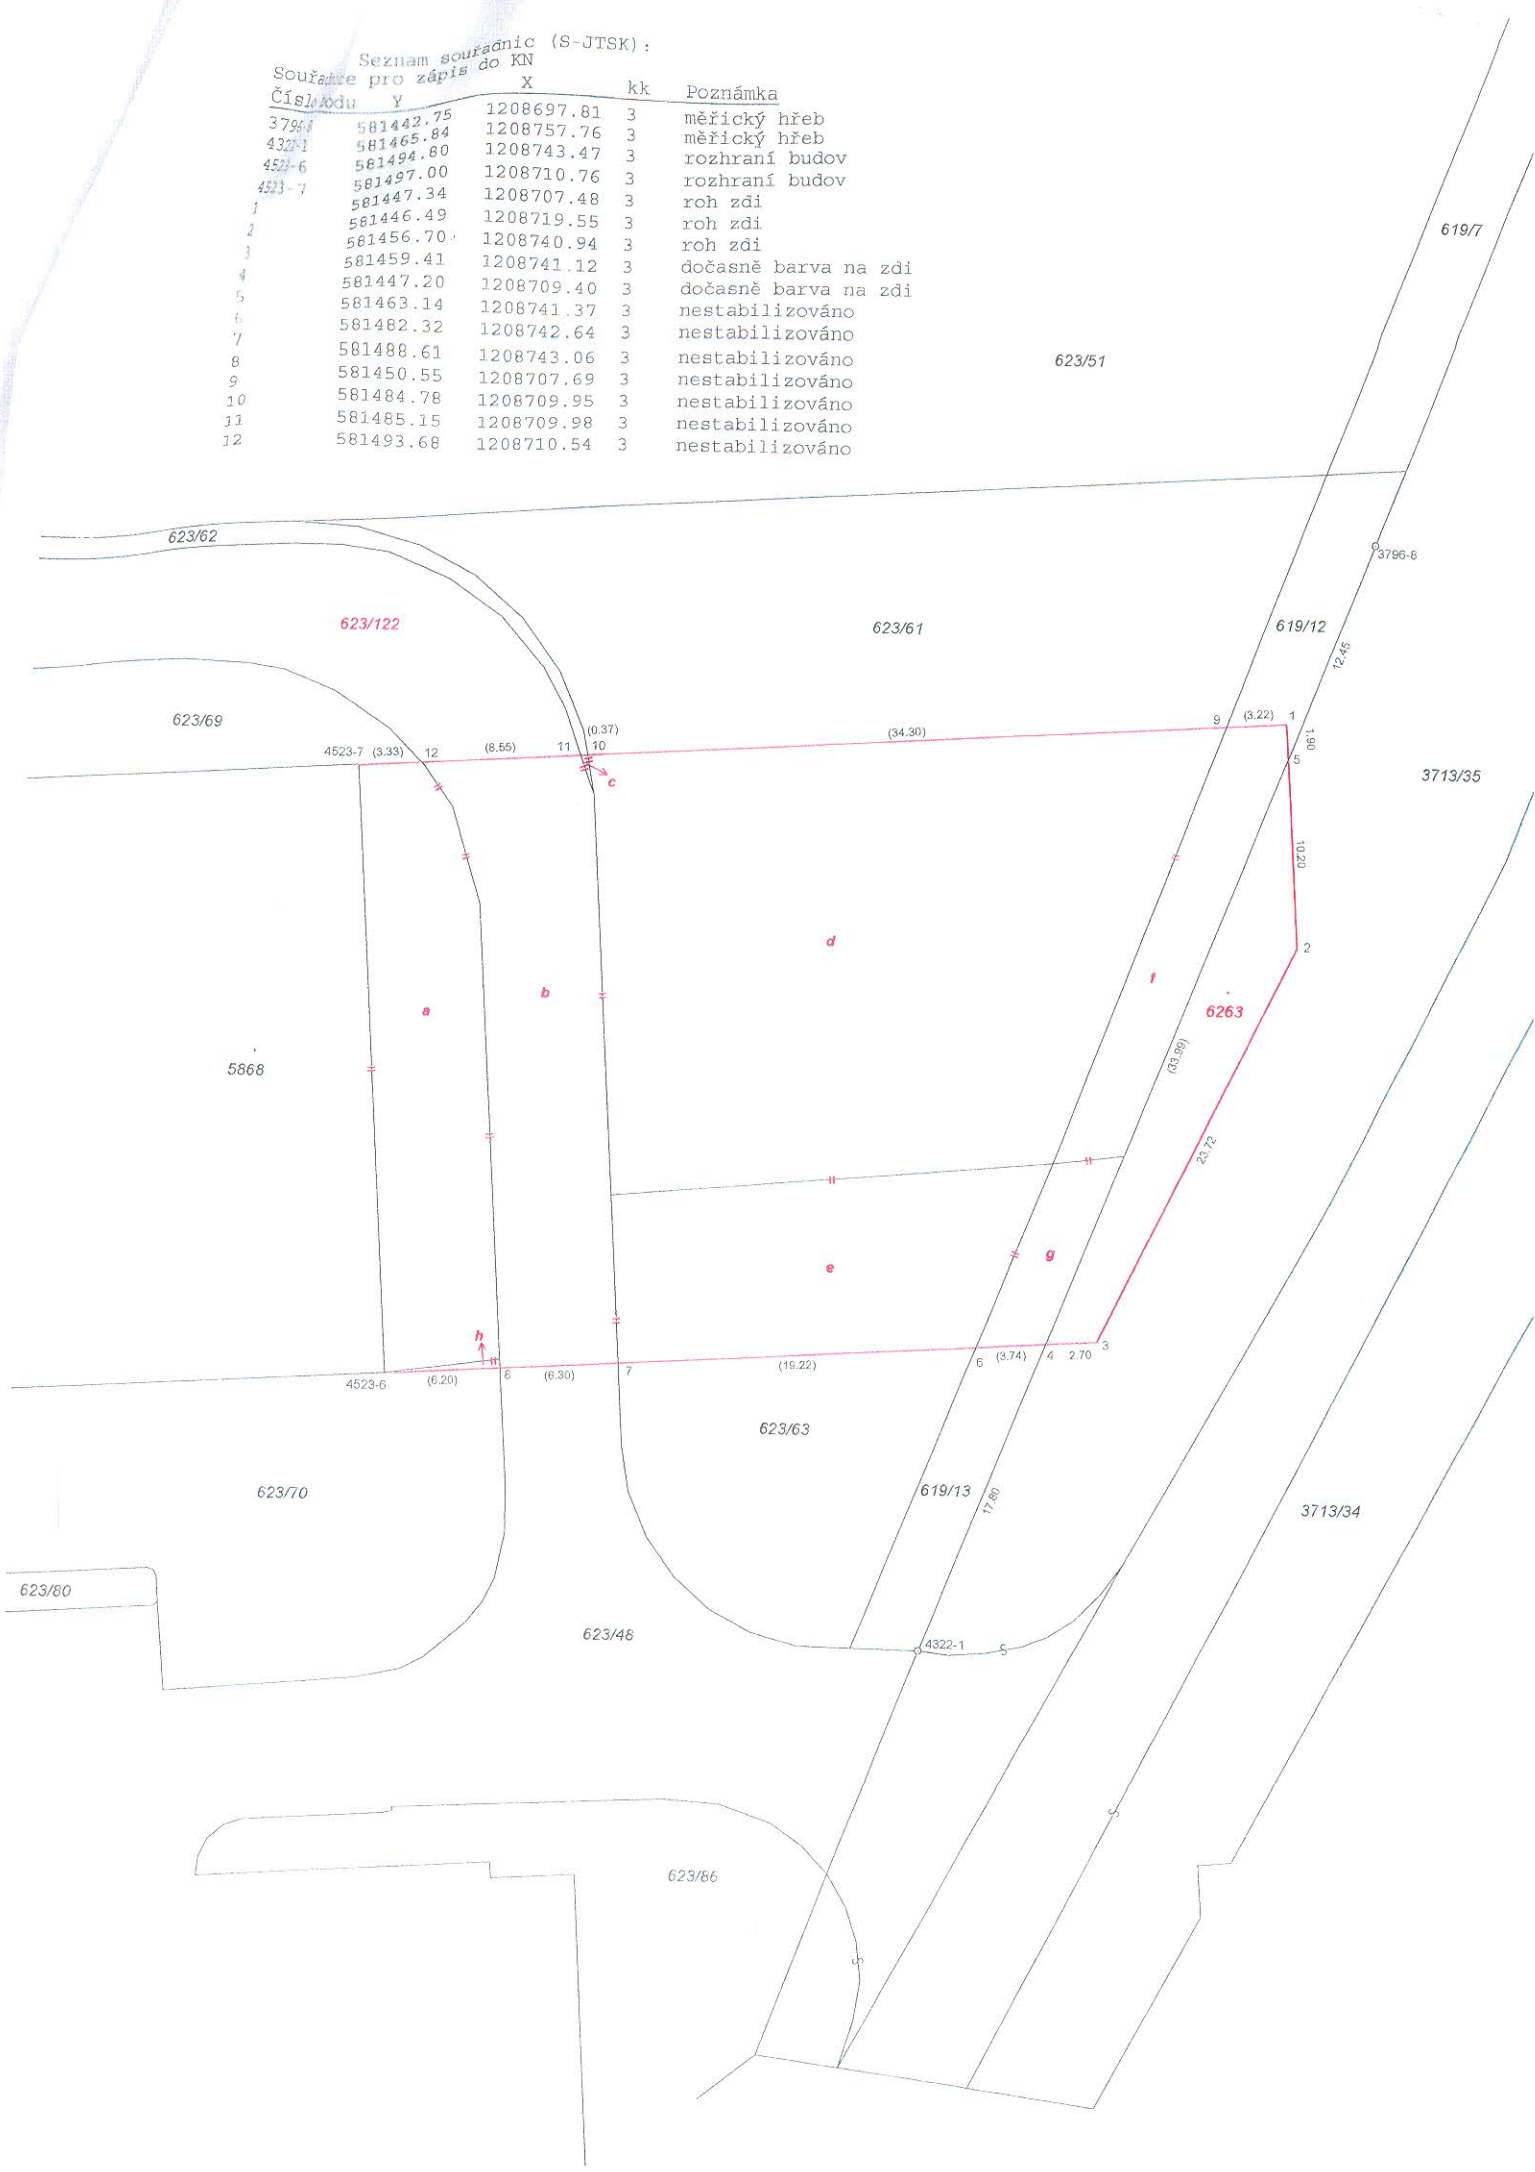 Seznam souřadnic (S-JTSK):
Souřadnice pro zápis do KN
Číslo bodu Y X kk Poznámka
3796-8 581442.75 1208697.81 3 měřický hřeb
4322-1 581465.84 1208757.76 3 měřický hřeb
4523-6 581494.80 1208743.47 3 rozhraní budov
4523-7 581497.00 1208710.76 3 rozhraní budov
1 581447.34 1208707.48 3 roh zdi
2 581446.49 1208719.55 3 roh zdi
3 581456.70 1208740.94 3 roh zdi
4 581459.41 1208741.12 3 dočasně barva na zdi
5 581447.20 1208709.40 3 dočasně barva na zdi
6 581463.14 1208741.37 3 nestabilizováno
7 581482.32 1208742.64 3 nestabilizováno
8 581488.61 1208743.06 3 nestabilizováno
9 581450.55 1208707.69 3 nestabilizováno
10 581484.78 1208709.95 3 nestabilizováno
11 581485.15 1208709.98 3 nestabilizováno
12 581493.68 1208710.54 3 nestabilizováno
619/7
623/51
623/62
3796-8
623/122
623/61
619/12
12.45
623/69
9 (3.22) 1
(0.37)
(34.30)
4523-7 (3.33) 12 (8.55) 11 10
1.90
5
c
3713/35
10.20
d
2
f
b
a
6263
(33.99)
5868
23.72
g
e
h
3
4523-6 (6.20) 8 (6.30) 7 (19.22) 6 (3.74) 4 2.70
623/63
623/70
619/13
17.80
3713/34
623/80
623/48
4322-1
S
S
623/86
S